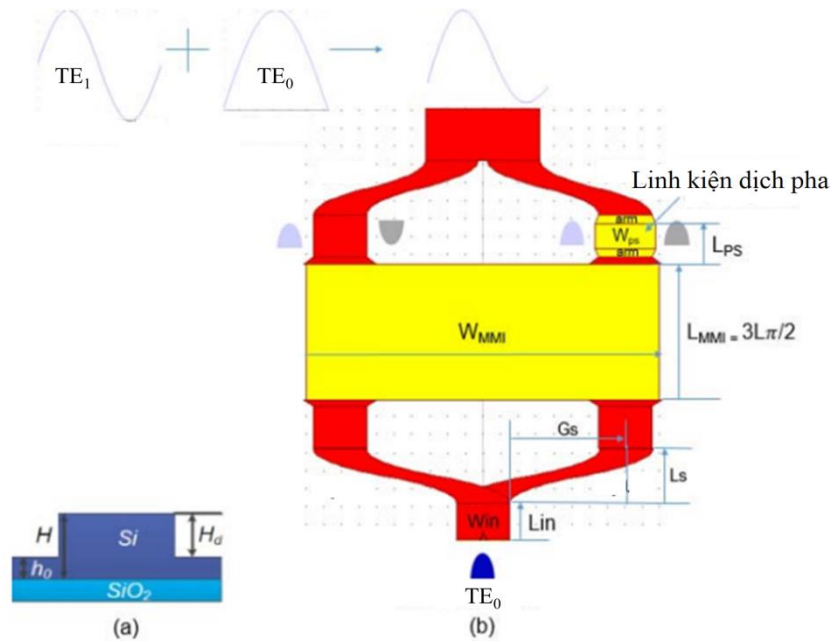 TE₁
TE₀
Linh kiện dịch pha
arm
Wps
arm
LPS
WMMI
LMMI = 3Lπ/2
Gs
Ls
Win
Lin
TE₀
H
Si
Hd
h₀
SiO₂
(a)
(b)